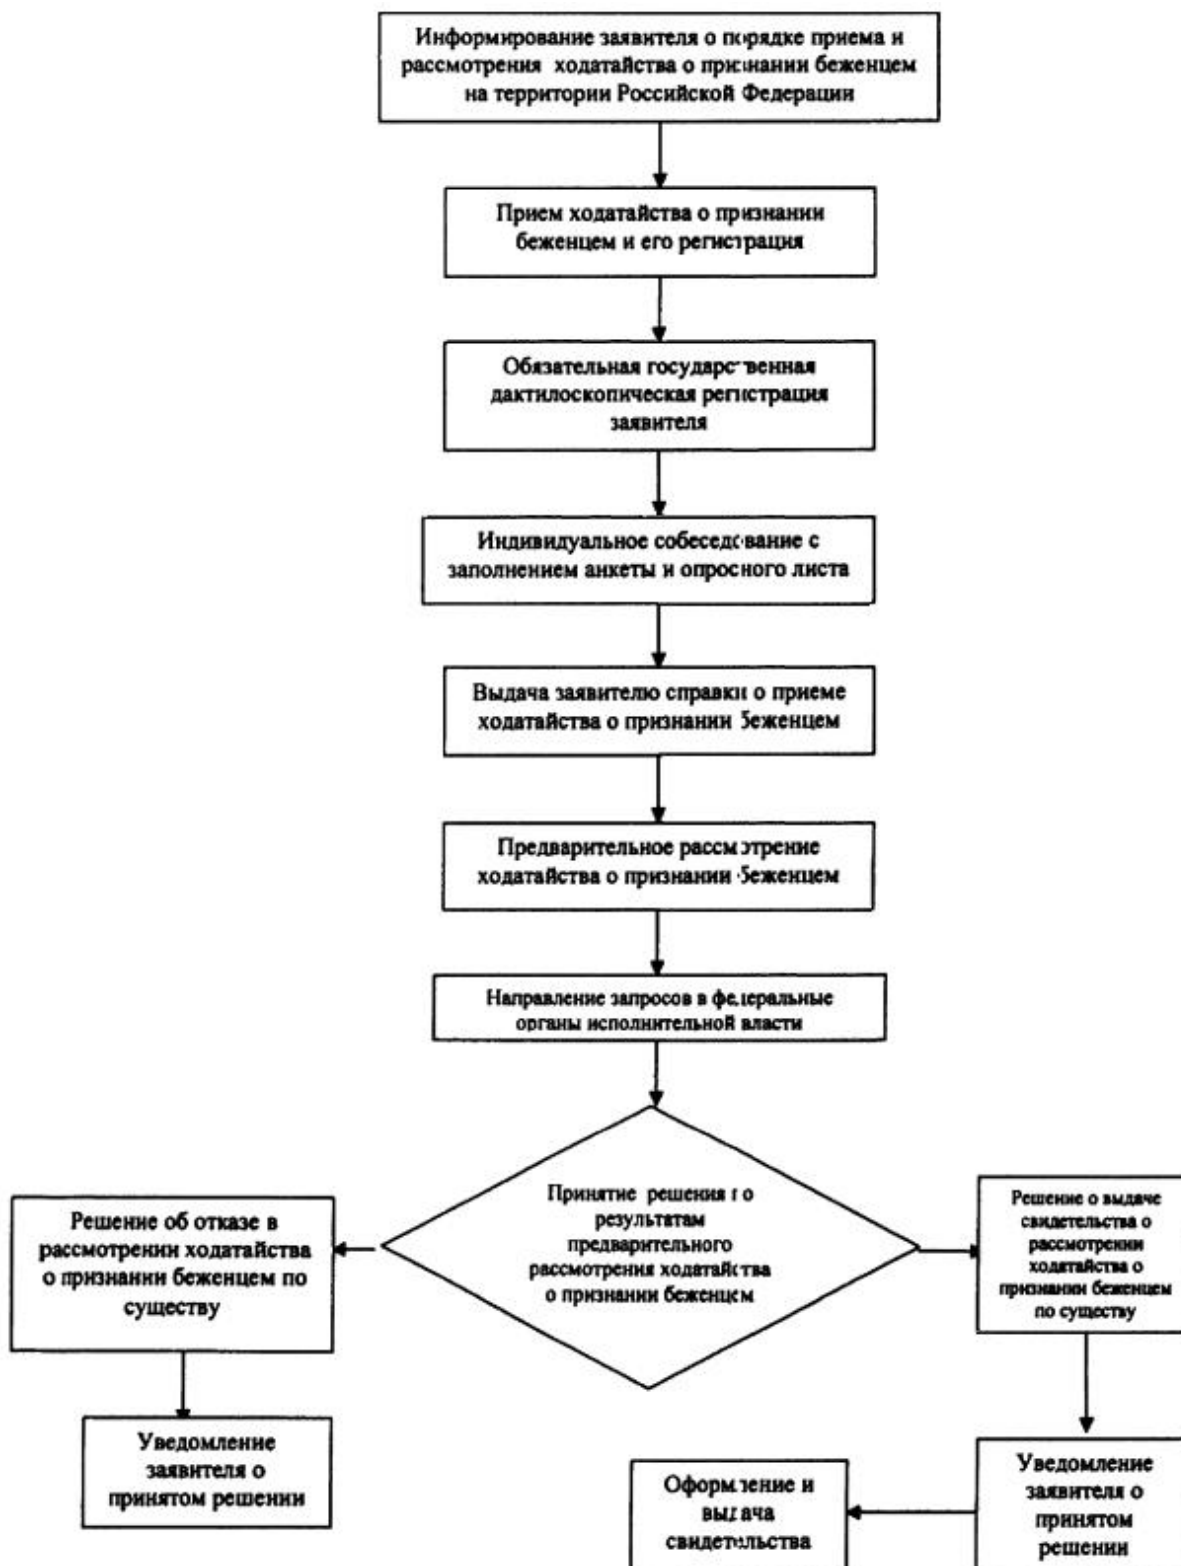 Информирование заявителя о порядке приема и
рассмотрения ходатайства о признании беженцем
на территории Российской Федерации
Прием ходатайства о признании
беженцем и его регистрация
Обязательная государственная
дактилоскопическая регистрация
заявителя
Индивидуальное собеседование с
заполнением анкеты и опросного листа
Выдача заявителю справки о приеме
ходатайства о признании беженцем
Предварительное рассмотрение
ходатайства о признании беженцем
Направление запросов в федеральные
органы исполнительной власти
Принятие решения по
результатам
предварительного
рассмотрения ходатайства
о признании беженцем
Решение об отказе в
рассмотрении ходатайства
о признании беженцем по
существу
Решение о выдаче
свидетельства о
рассмотрении
ходатайства о
признании беженцем
по существу
Уведомление
заявителя о
принятом решении
Уведомление
заявителя о
принятом
решении
Оформление и
выдача
свидетельства